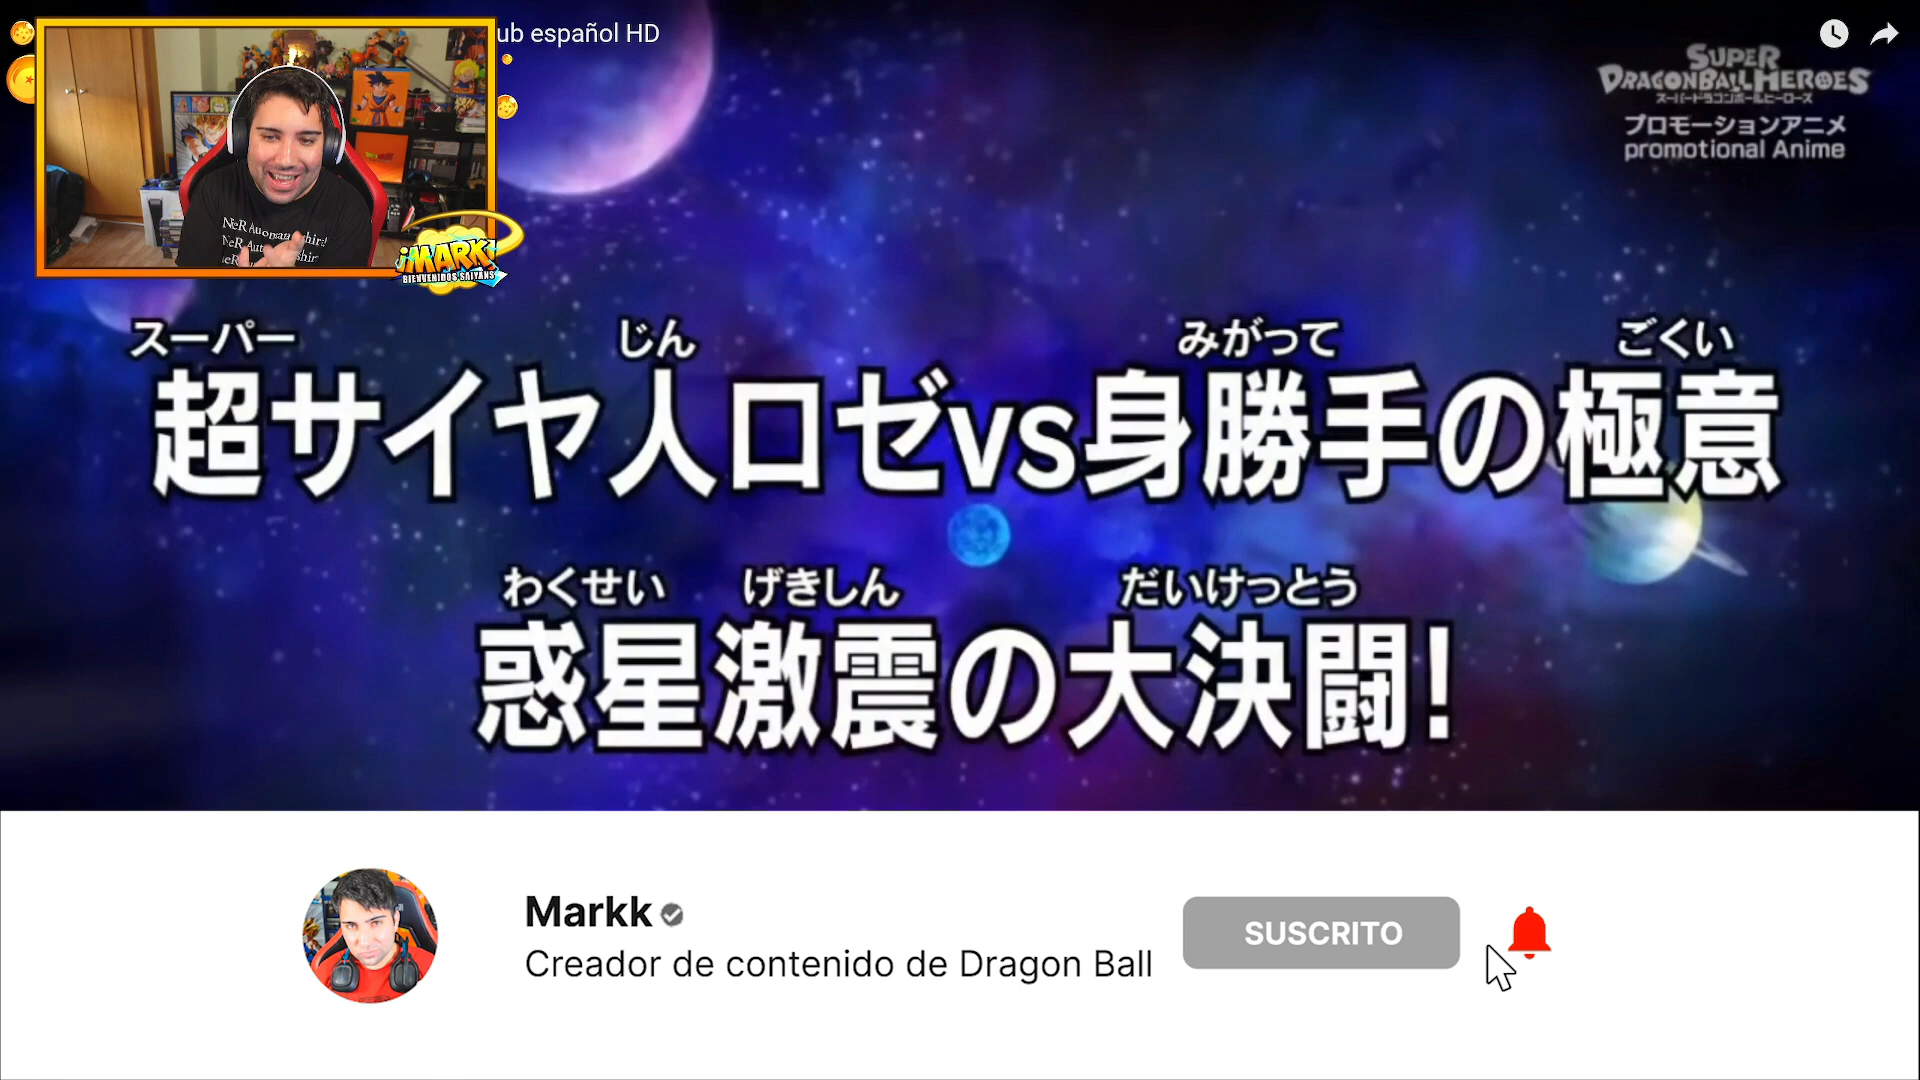 ub español HD
SUPER
DRAGONBALL HEROES
スーパードラゴンボールヒーローズ
プロモーションアニメ
promotional Anime
¡MARK!
BIENVENIDOS SAIYANS
スーパー じん みがって ごくい
超サイヤ人ロゼvs身勝手の極意
わくせい げきしん だいけっとう
惑星激震の大決闘!
Markk
Creador de contenido de Dragon Ball
SUSCRITO